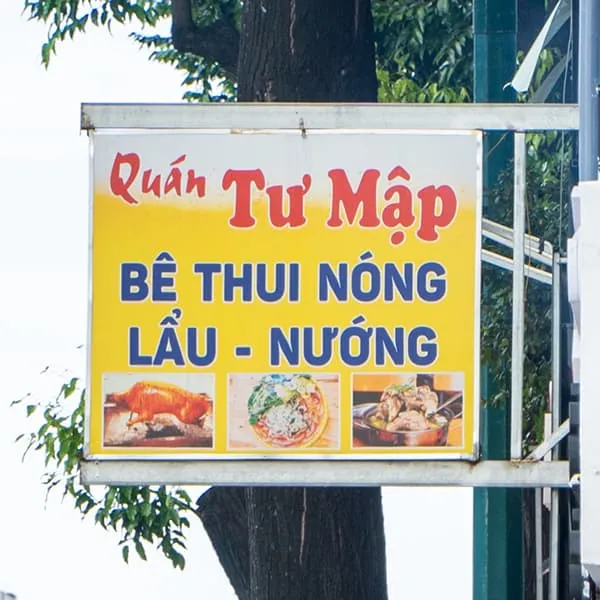 Quán Tư Mập
BÊ THUI NÓNG
LẨU - NƯỚNG